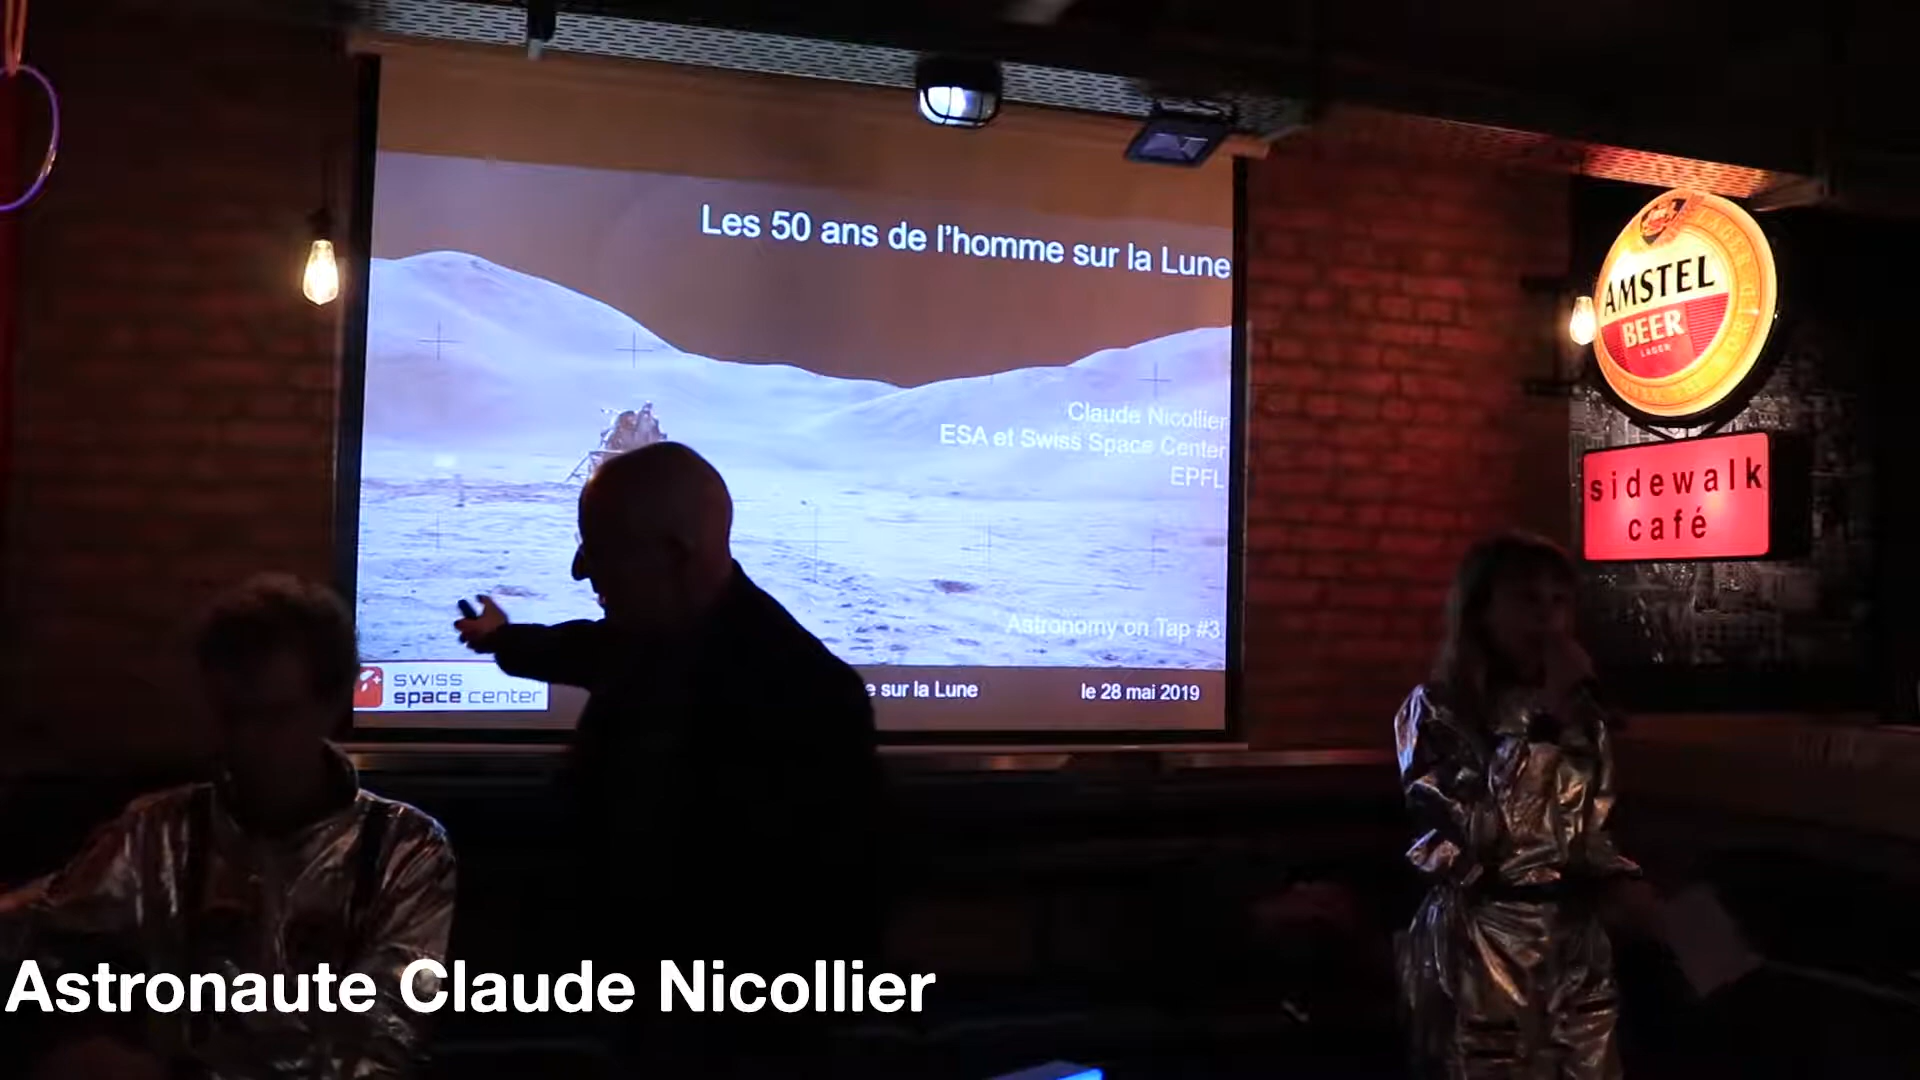 Les 50 ans de l'homme sur la Lune
Claude Nicollier
ESA et Swiss Space Center
EPFL
Astronomy on Tap #3
swiss
space center
e sur la Lune
le 28 mai 2019
AMSTEL
BEER
LAGER
sidewalk
café
Astronaute Claude Nicollier